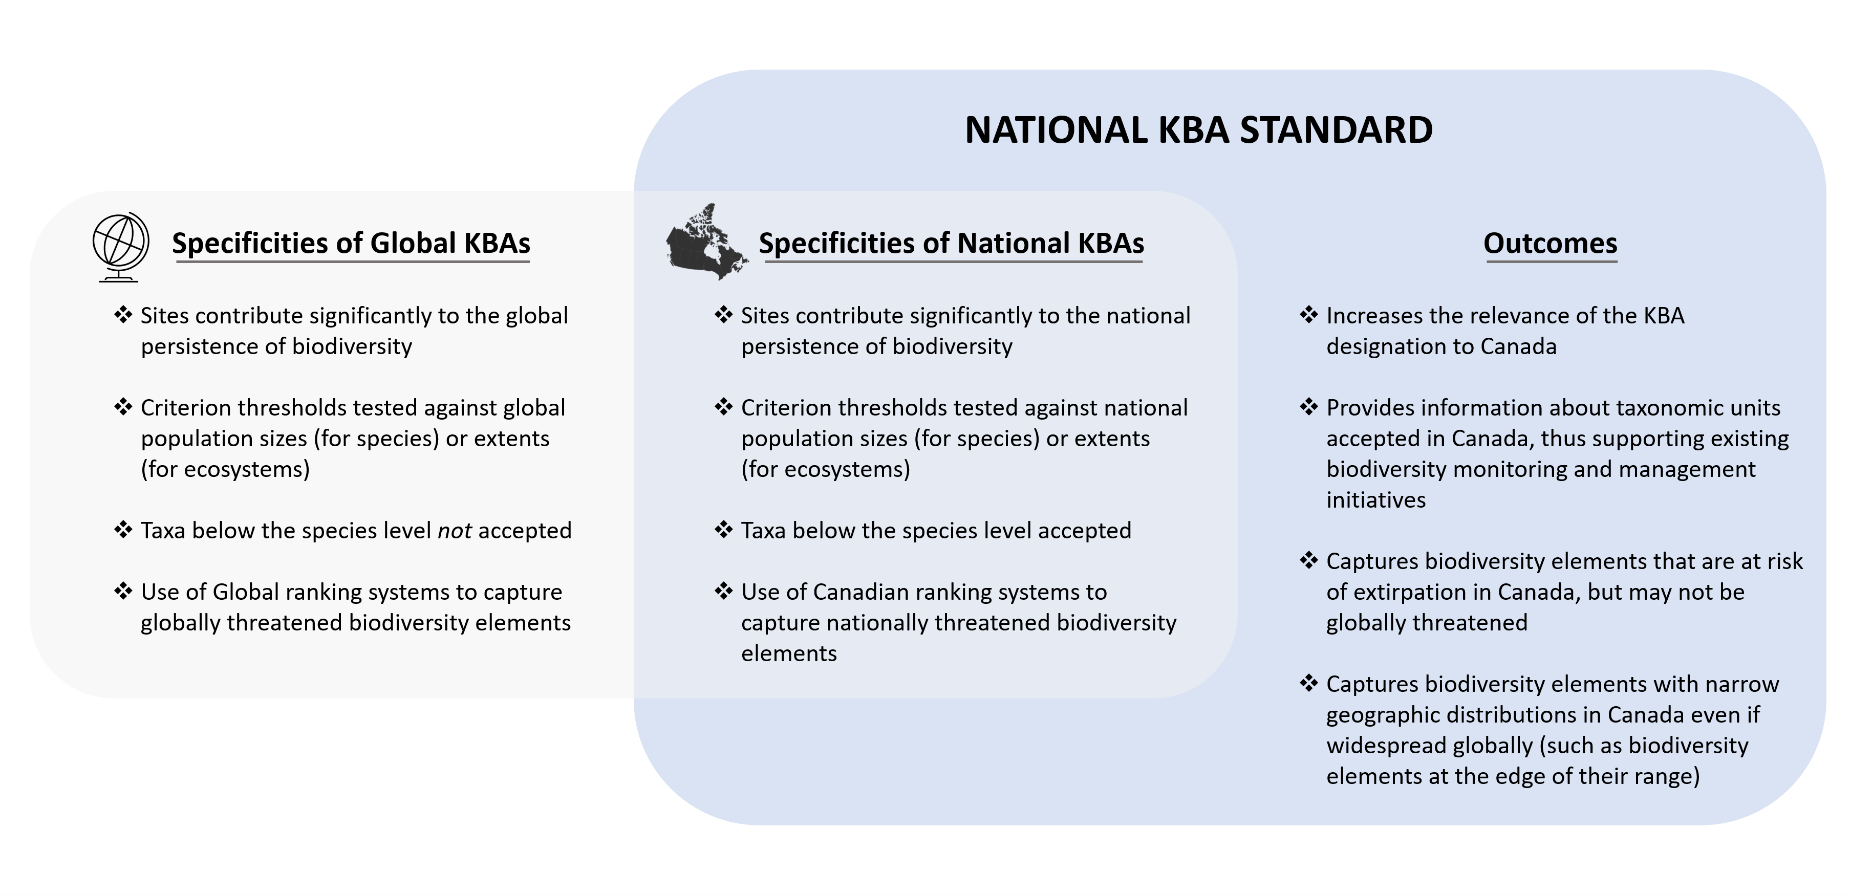 NATIONAL KBA STANDARD
Specificities of Global KBAs
❖ Sites contribute significantly to the global
persistence of biodiversity
❖ Criterion thresholds tested against global
population sizes (for species) or extents
(for ecosystems)
❖ Taxa below the species level not accepted
❖ Use of Global ranking systems to capture
globally threatened biodiversity elements
Specificities of National KBAs
❖ Sites contribute significantly to the national
persistence of biodiversity
❖ Criterion thresholds tested against national
population sizes (for species) or extents
(for ecosystems)
❖ Taxa below the species level accepted
❖ Use of Canadian ranking systems to
capture nationally threatened biodiversity
elements
Outcomes
❖ Increases the relevance of the KBA
designation to Canada
❖ Provides information about taxonomic units
accepted in Canada, thus supporting existing
biodiversity monitoring and management
initiatives
❖ Captures biodiversity elements that are at risk
of extirpation in Canada, but may not be
globally threatened
❖ Captures biodiversity elements with narrow
geographic distributions in Canada even if
widespread globally (such as biodiversity
elements at the edge of their range)